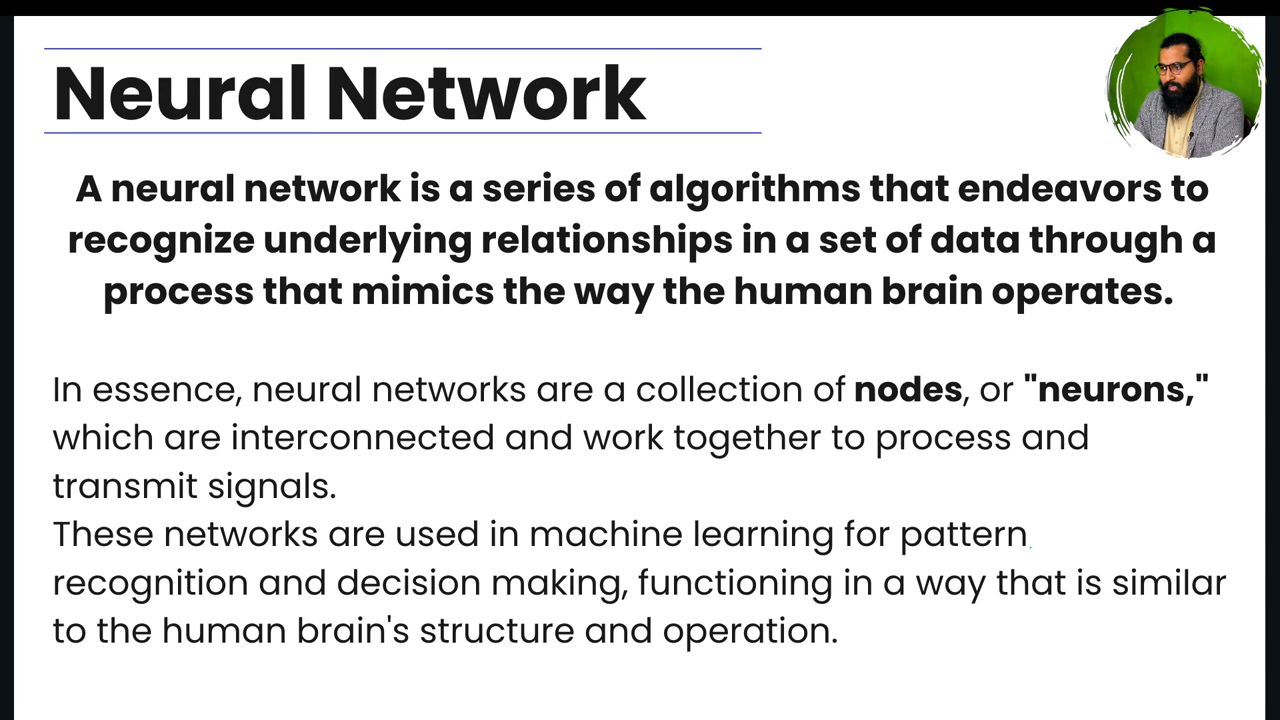 Neural Network
A neural network is a series of algorithms that endeavors to
recognize underlying relationships in a set of data through a
process that mimics the way the human brain operates.
In essence, neural networks are a collection of nodes, or "neurons,"
which are interconnected and work together to process and
transmit signals.
These networks are used in machine learning for pattern
recognition and decision making, functioning in a way that is similar
to the human brain's structure and operation.